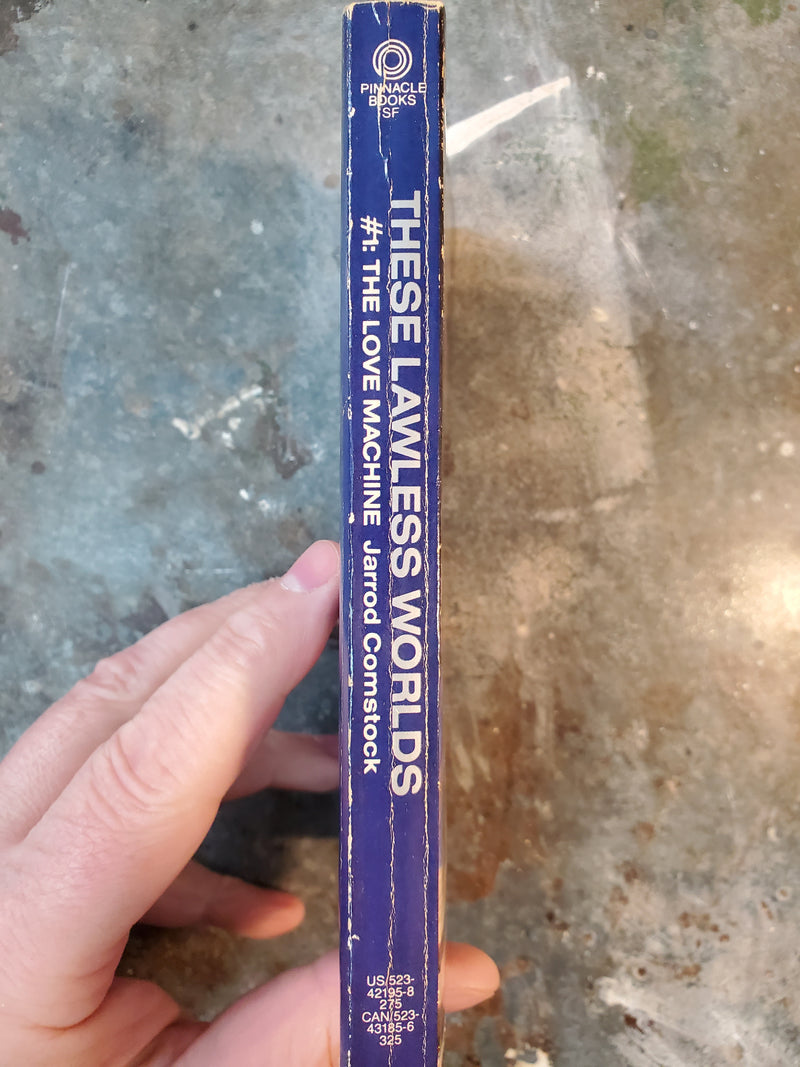 PINNACLE
BOOKS
SF
THESE LAWLESS WORLDS
#1: THE LOVE MACHINE Jarrod Comstock
US/523-
42195-8
275
CAN/523-
43185-6
325